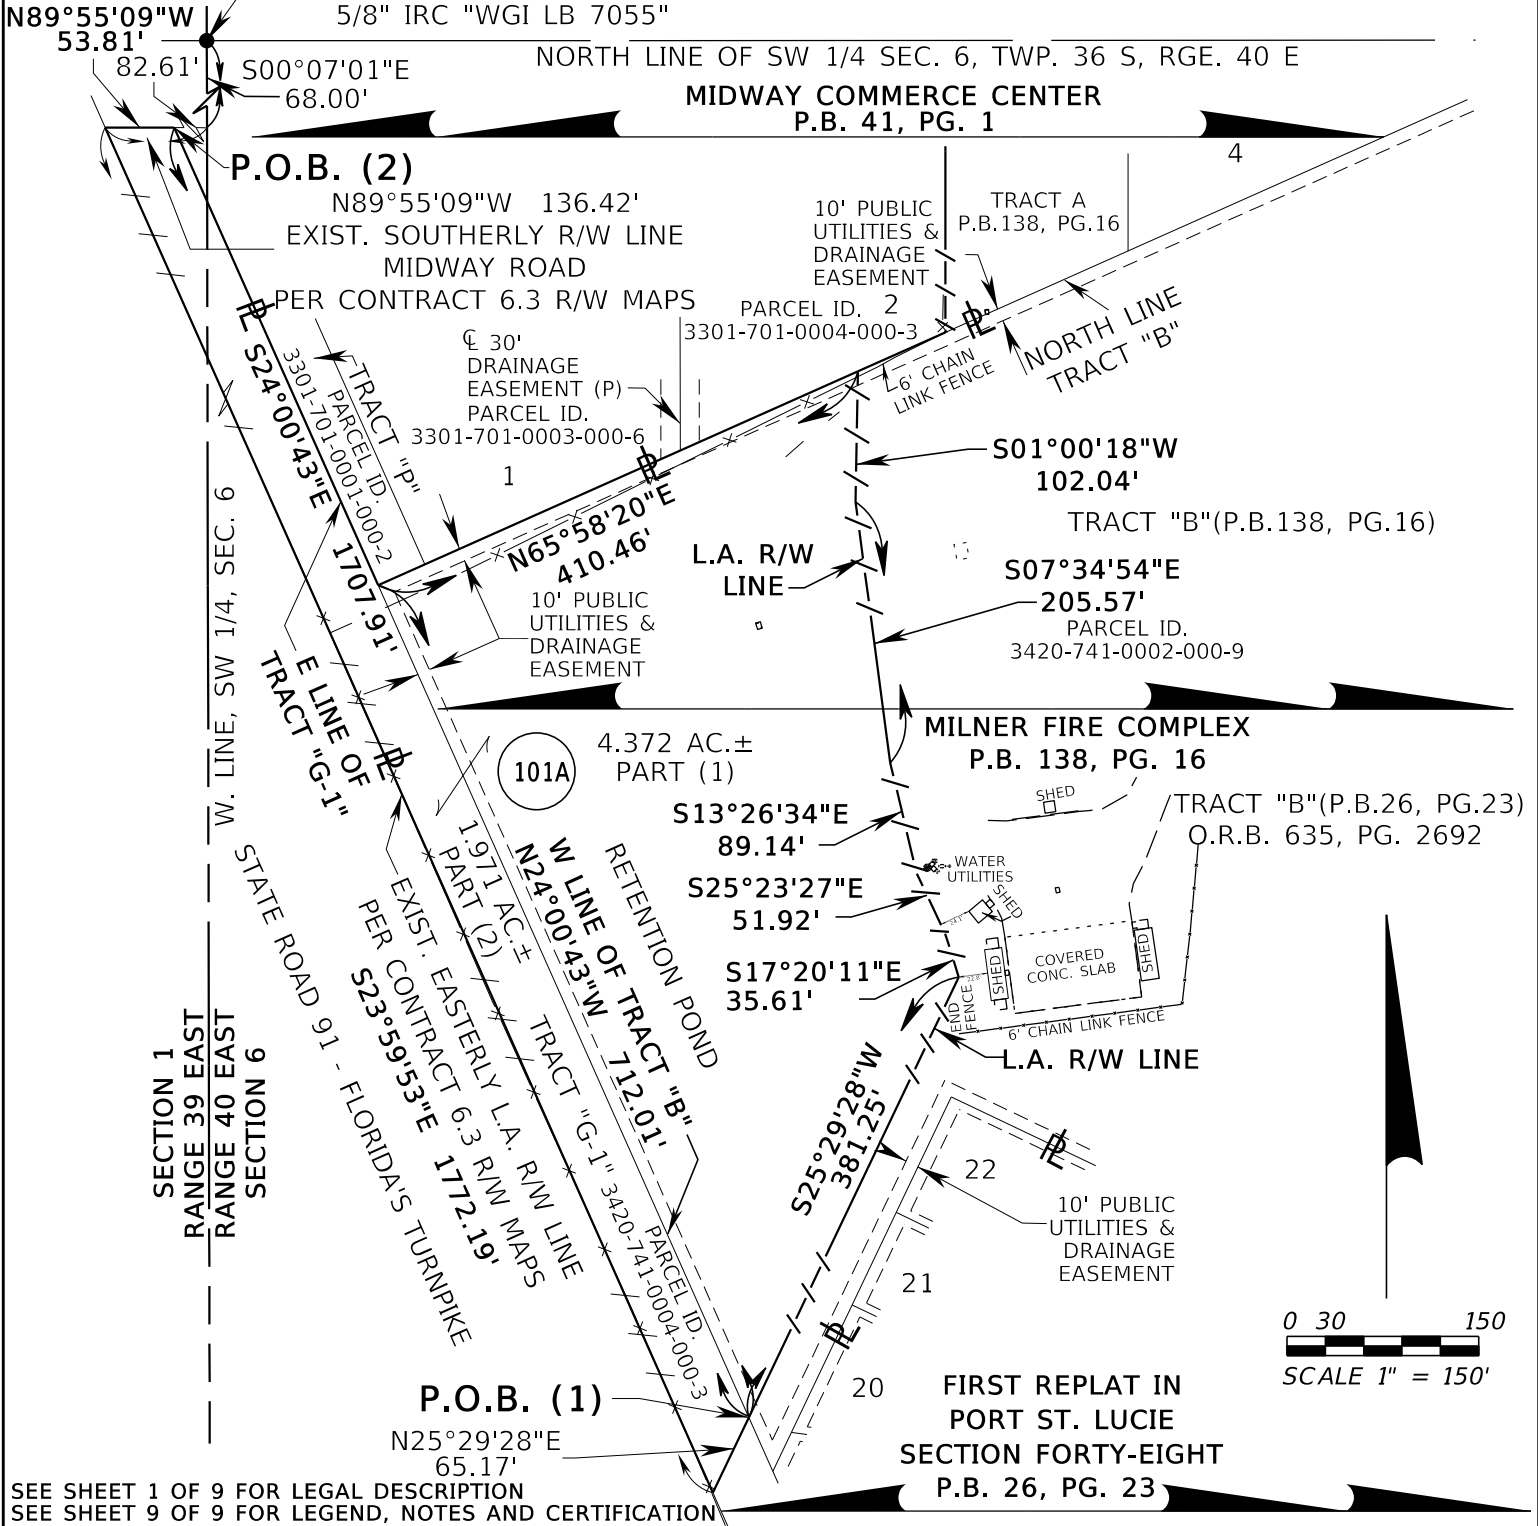 N89°55'09"W
53.81'
82.61'
5/8" IRC "WGI LB 7055"
S00°07'01"E
68.00'
NORTH LINE OF SW 1/4 SEC. 6, TWP. 36 S, RGE. 40 E
MIDWAY COMMERCE CENTER
P.B. 41, PG. 1
P.O.B. (2)
N89°55'09"W 136.42'
EXIST. SOUTHERLY R/W LINE
MIDWAY ROAD
PER CONTRACT 6.3 R/W MAPS
10' PUBLIC
UTILITIES &
DRAINAGE
EASEMENT
TRACT A
P.B.138, PG.16
4
PARCEL ID.
3301-701-0004-000-3
2
NORTH LINE
TRACT "B"
6' CHAIN
LINK FENCE
℄ 30'
DRAINAGE
EASEMENT (P)
PARCEL ID.
3301-701-0003-000-6
1
TRACT "P"
PARCEL ID.
3301-701-0001-000-2
S24°00'43"E 1707.91'
N65°58'20"E
410.46'
S01°00'18"W
102.04'
TRACT "B"(P.B.138, PG.16)
L.A. R/W
LINE
S07°34'54"E
205.57'
PARCEL ID.
3420-741-0002-000-9
10' PUBLIC
UTILITIES &
DRAINAGE
EASEMENT
W. LINE, SW 1/4, SEC. 6
E LINE OF
TRACT "G-1"
MILNER FIRE COMPLEX
P.B. 138, PG. 16
101A
4.372 AC.±
PART (1)
SHED
TRACT "B"(P.B.26, PG.23)
O.R.B. 635, PG. 2692
S13°26'34"E
89.14'
WATER
UTILITIES
S25°23'27"E
51.92'
SHED
24.1'
COVERED
CONC. SLAB
SHED
SHED
22.8'
S17°20'11"E
35.61'
END
FENCE
6' CHAIN LINK FENCE
L.A. R/W LINE
1.971 AC.±
PART (2)
W LINE OF TRACT "B"
N24°00'43"W 712.01'
RETENTION POND
STATE ROAD 91 - FLORIDA'S TURNPIKE
EXIST. EASTERLY L.A. R/W LINE
PER CONTRACT 6.3 R/W MAPS
S23°59'53"E 1772.19'
TRACT "G-1"
PARCEL ID.
3420-741-0004-000-3
SECTION 1
RANGE 39 EAST
RANGE 40 EAST
SECTION 6
S25°29'28"W
381.25'
22
10' PUBLIC
UTILITIES &
DRAINAGE
EASEMENT
21
20
0 30 150
SCALE 1" = 150'
P.O.B. (1)
N25°29'28"E
65.17'
FIRST REPLAT IN
PORT ST. LUCIE
SECTION FORTY-EIGHT
P.B. 26, PG. 23
SEE SHEET 1 OF 9 FOR LEGAL DESCRIPTION
SEE SHEET 9 OF 9 FOR LEGEND, NOTES AND CERTIFICATION